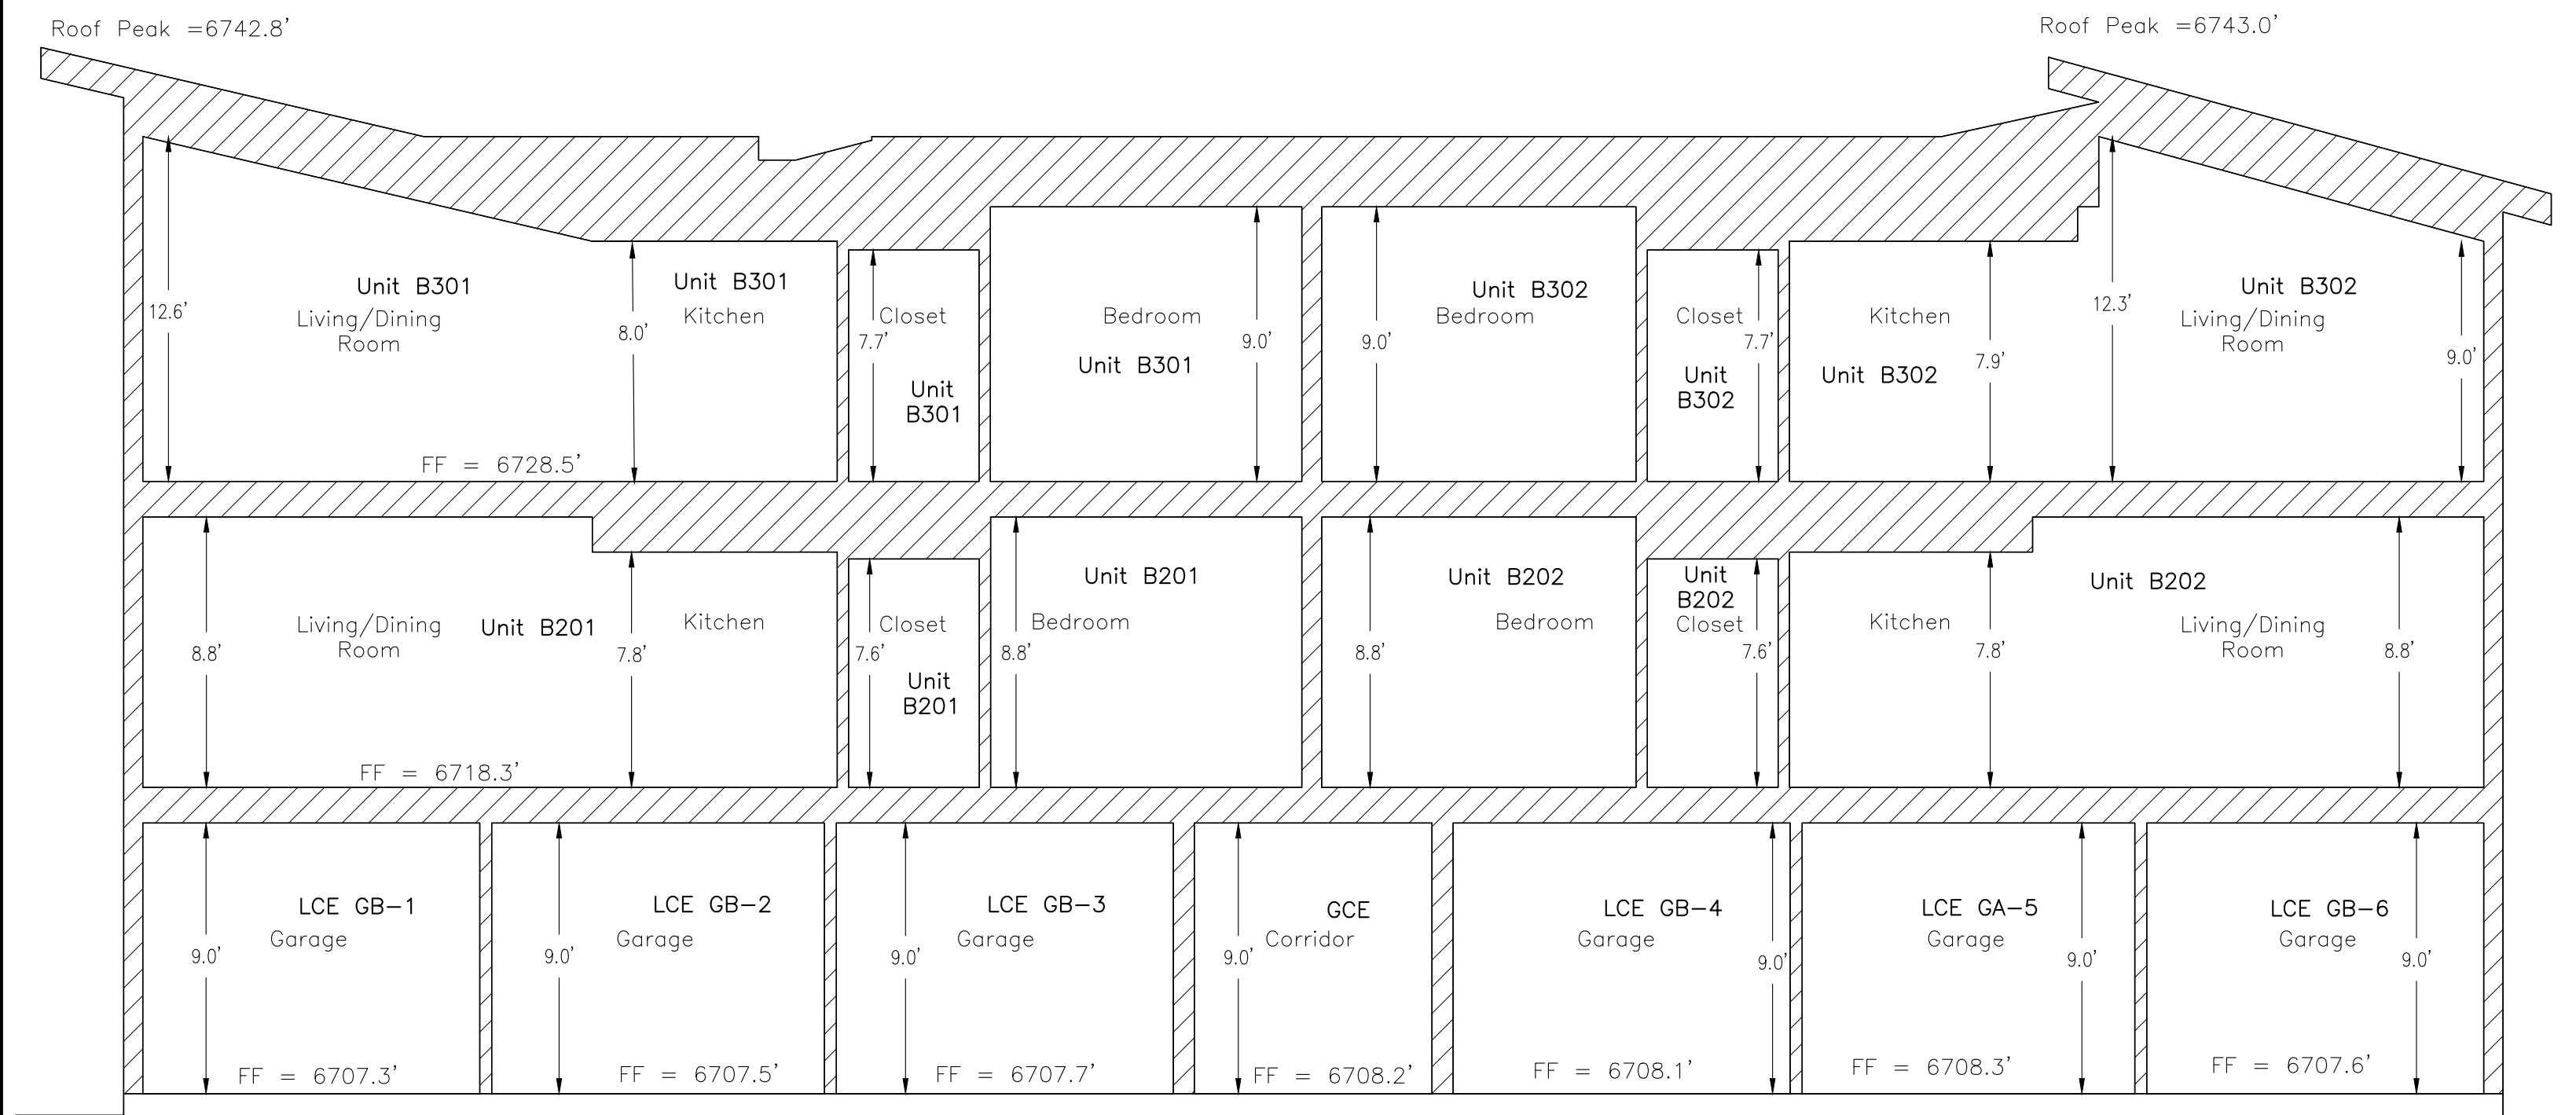 Roof Peak =6742.8'
Roof Peak =6743.0'
Unit B301
Living/Dining
Room
12.6'
FF = 6728.5'
8.0'
Unit B301
Kitchen
Closet
7.7'
Unit
B301
Bedroom
Unit B301
9.0'
9.0'
Unit B302
Bedroom
Closet
7.7'
Unit
B302
Kitchen
Unit B302
7.9'
12.3'
Unit B302
Living/Dining
Room
9.0'
8.8'
Living/Dining
Room
Unit B201
FF = 6718.3'
7.8'
Kitchen
Closet
7.6'
Unit
B201
8.8'
Unit B201
Bedroom
8.8'
Unit B202
Bedroom
Unit
B202
Closet
7.6'
Kitchen
7.8'
Unit B202
Living/Dining
Room
8.8'
LCE GB-1
Garage
9.0'
FF = 6707.3'
LCE GB-2
Garage
9.0'
FF = 6707.5'
LCE GB-3
Garage
9.0'
FF = 6707.7'
GCE
Corridor
9.0'
FF = 6708.2'
LCE GB-4
Garage
9.0'
FF = 6708.1'
LCE GA-5
Garage
9.0'
FF = 6708.3'
LCE GB-6
Garage
9.0'
FF = 6707.6'